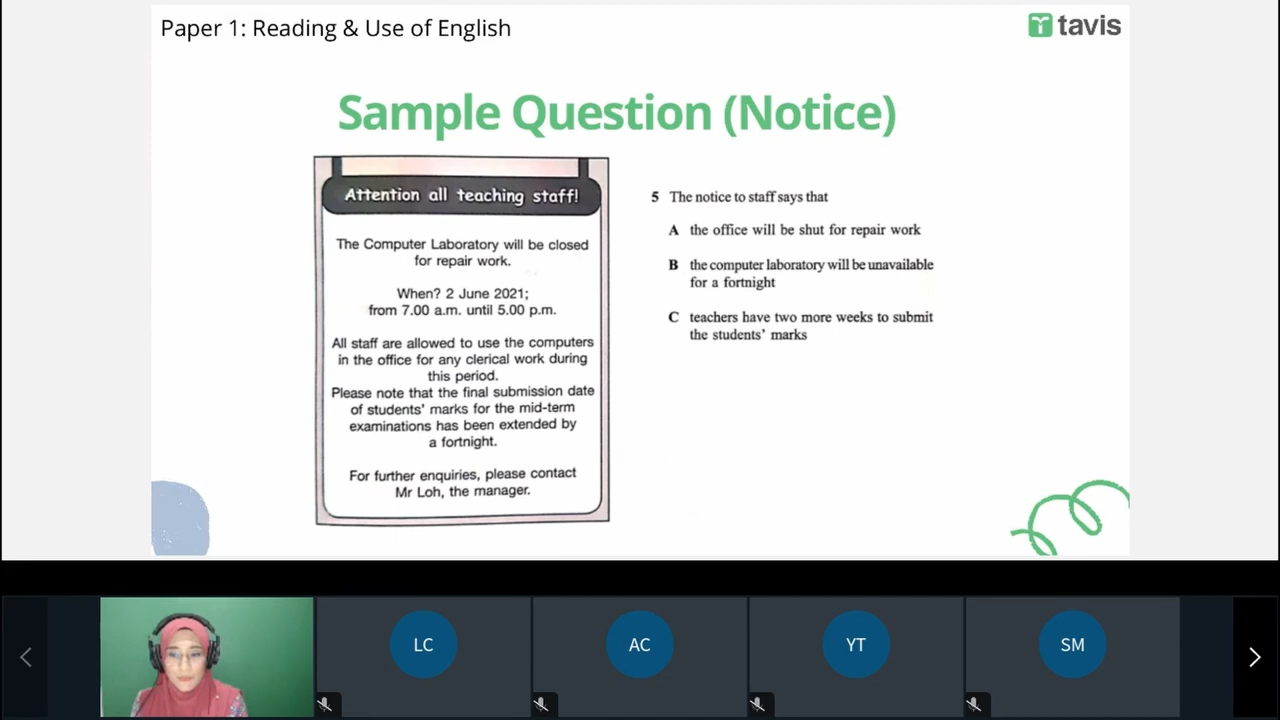 Paper 1: Reading & Use of English
tavis
Sample Question (Notice)
Attention all teaching staff!
The Computer Laboratory will be closed
for repair work.
When? 2 June 2021;
from 7.00 a.m. until 5.00 p.m.
All staff are allowed to use the computers
in the office for any clerical work during
this period.
Please note that the final submission date
of students' marks for the mid-term
examinations has been extended by
a fortnight.
For further enquiries, please contact
Mr Loh, the manager.
5 The notice to staff says that
A the office will be shut for repair work
B the computer laboratory will be unavailable
for a fortnight
C teachers have two more weeks to submit
the students' marks
LC
AC
YT
SM